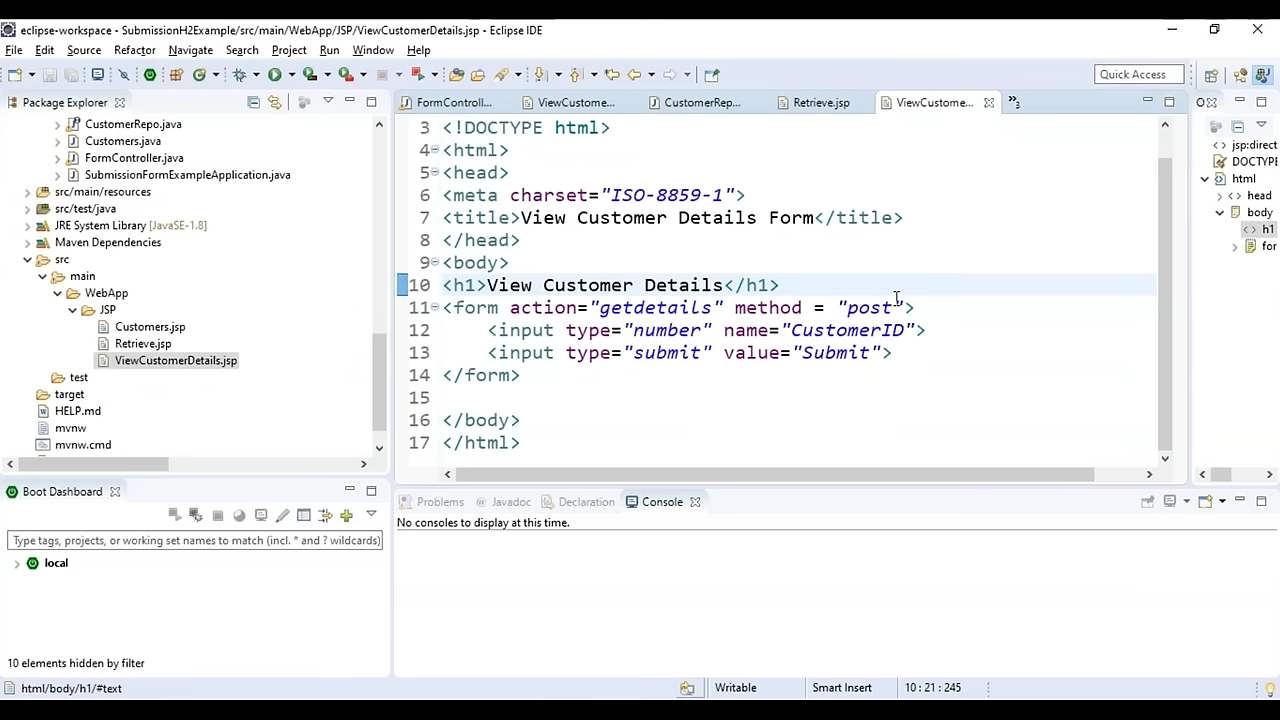 eclipse-workspace - SubmissionH2Example/src/main/WebApp/JSP/ViewCustomerDetails.jsp - Eclipse IDE
File Edit Source Refactor Navigate Search Project Run Window Help
Quick Access
Package Explorer
CustomerRepo.java
Customers.java
FormController.java
SubmissionFormExampleApplication.java
src/main/resources
src/test/java
JRE System Library [JavaSE-1.8]
Maven Dependencies
src
main
WebApp
JSP
Customers.jsp
Retrieve.jsp
ViewCustomerDetails.jsp
test
target
HELP.md
mvnw
mvnw.cmd
Boot Dashboard
Type tags, projects, or working set names to match (incl. * and ? wildcards)
local
10 elements hidden by filter
FormControll... ViewCustome... CustomerRep... Retrieve.jsp ViewCustome... »3
3 <!DOCTYPE html>
4 <html>
5 <head>
6 <meta charset="ISO-8859-1">
7 <title>View Customer Details Form</title>
8 </head>
9 <body>
10 <h1>View Customer Details</h1>
11 <form action="getdetails" method = "post">
12 <input type="number" name="CustomerID">
13 <input type="submit" value="Submit">
14 </form>
15
16 </body>
17 </html>
Problems @ Javadoc Declaration Console
No consoles to display at this time.
O
jsp:direct
DOCTYPE
<> html
<> head
body
<> h1
for
html/body/h1/#text
Writable
Smart Insert
10 : 21 : 245